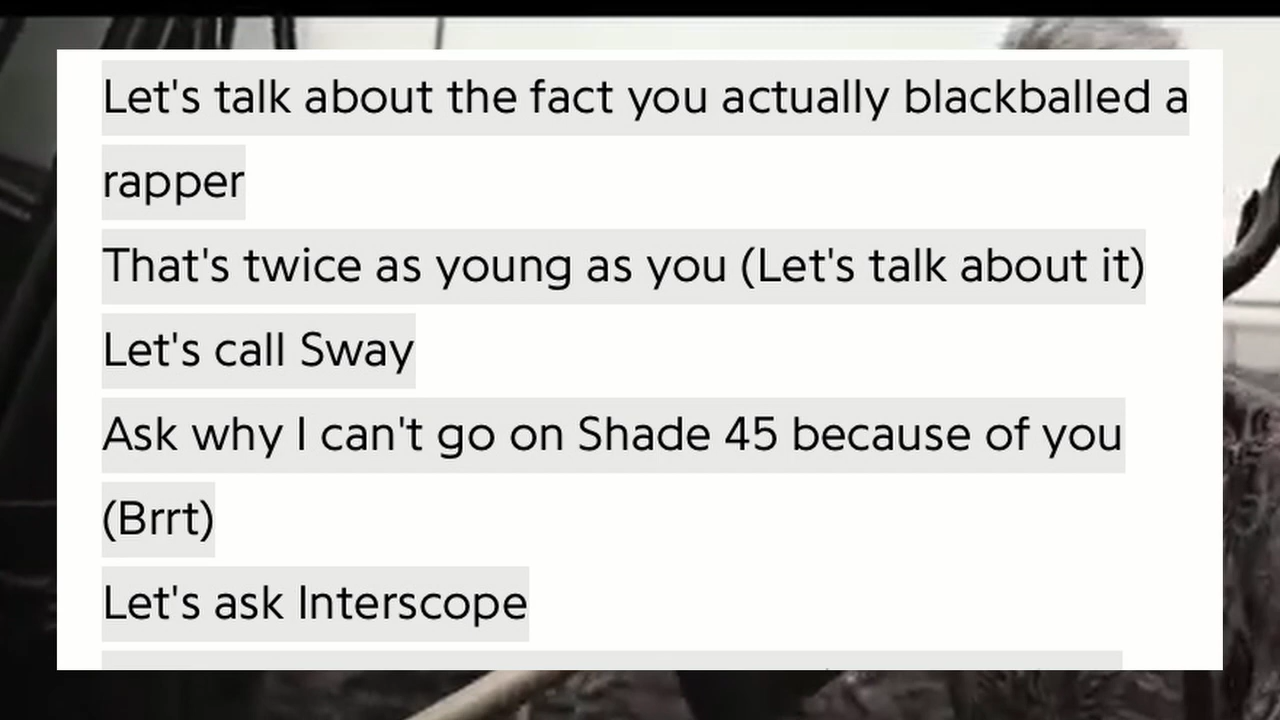 Let's talk about the fact you actually blackballed a
rapper
That's twice as young as you (Let's talk about it)
Let's call Sway
Ask why I can't go on Shade 45 because of you
(Brrt)
Let's ask Interscope